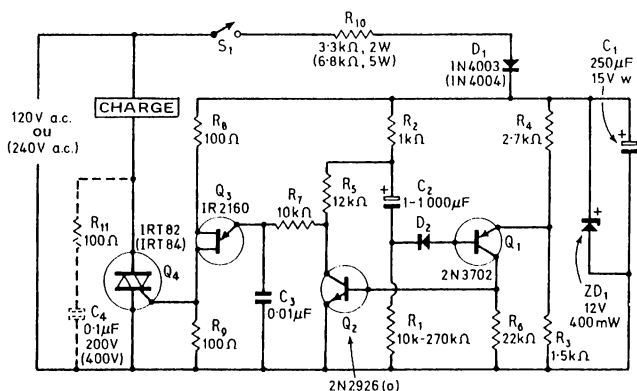 S1
R10
3.3kΩ, 2W
(6.8kΩ, 5W)
D1
1N4003
(1N4004)
C1
250µF
15V w
120V a.c.
ou
(240V a.c.)
CHARGE
R8
100Ω
R2
1kΩ
R4
2.7kΩ
Q3
IR2160
R7
10kΩ
R5
12kΩ
+
C2
1-1000µF
D2
Q1
2N3702
R11
100Ω
IRT82
(IRT84)
Q4
C4
0.1µF
200V
(400V)
R9
100Ω
C3
0.01µF
Q2
2N2926(o)
R1
10k-270kΩ
R6
22kΩ
R3
1.5kΩ
+
ZD1
12V
400mW
+